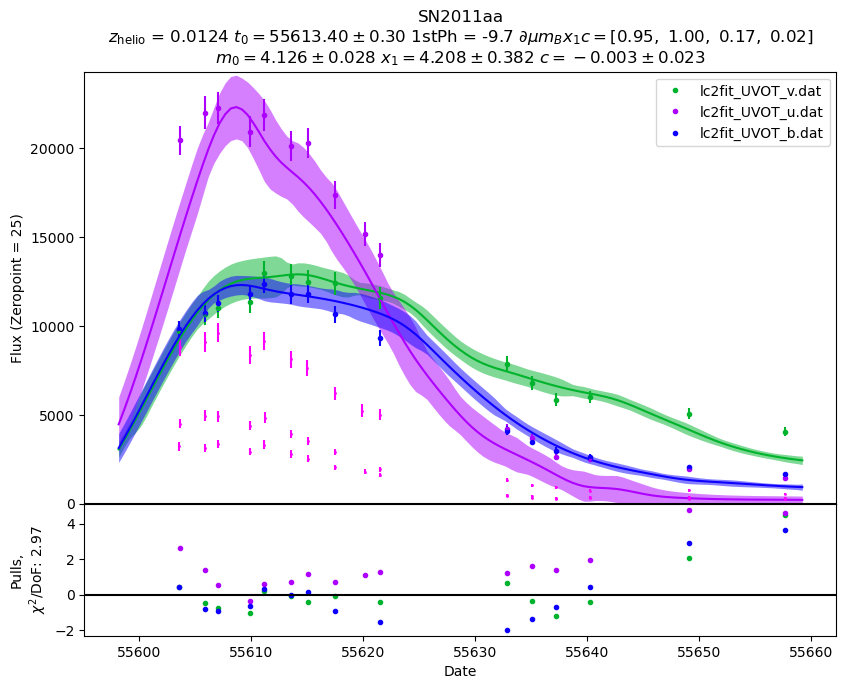 SN2011aa
z_helio = 0.0124 t_0 = 55613.40 ± 0.30 1stPh = -9.7 ∂μm_Bx_1c = [0.95, 1.00, 0.17, 0.02]
m_0 = 4.126 ± 0.028 x_1 = 4.208 ± 0.382 c = −0.003 ± 0.023
lc2fit_UVOT_v.dat
lc2fit_UVOT_u.dat
lc2fit_UVOT_b.dat
Flux (Zeropoint = 25)
20000
15000
10000
5000
0
Pulls,
χ²/DoF: 2.97
4
2
0
−2
55600 55610 55620 55630 55640 55650 55660
Date